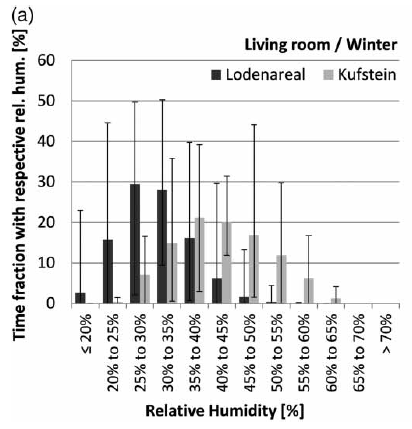 (a)
Living room / Winter
Lodenareal Kufstein
Time fraction with respective rel. hum. [%]
60
50
40
30
20
10
0
≤ 20%
20% to 25%
25% to 30%
30% to 35%
35% to 40%
40% to 45%
45% to 50%
50% to 55%
55% to 60%
60% to 65%
65% to 70%
> 70%
Relative Humidity [%]